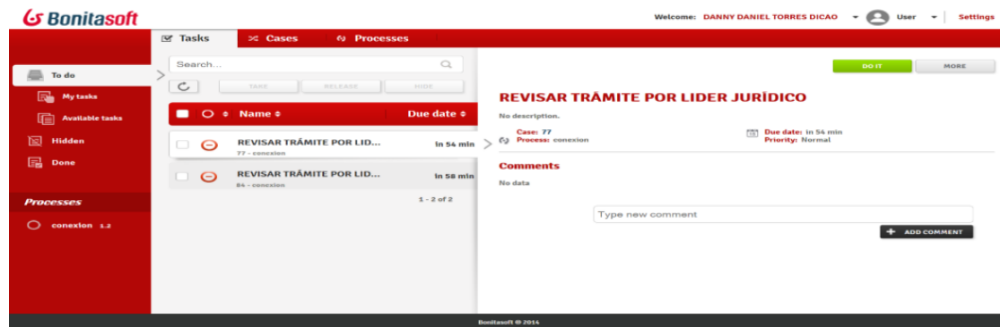 Bonitasoft
Welcome: DANNY DANIEL TORRES DICAO User Settings
Tasks Cases Processes
To do
My tasks
Available tasks
Hidden
Done
Processes
conexion 1.2
Search...
TAKE RELEASE HIDE
Name Due date
REVISAR TRÁMITE POR LID... In 54 min
77 - conexion
REVISAR TRÁMITE POR LID... In 58 min
84 - conexion
1 - 2 of 2
DO IT MORE
REVISAR TRÁMITE POR LIDER JURÍDICO
No description.
Case: 77 Due date: in 54 min
Process: conexion Priority: Normal
Comments
No data
Type new comment
+ ADD COMMENT
Bonitasoft © 2014